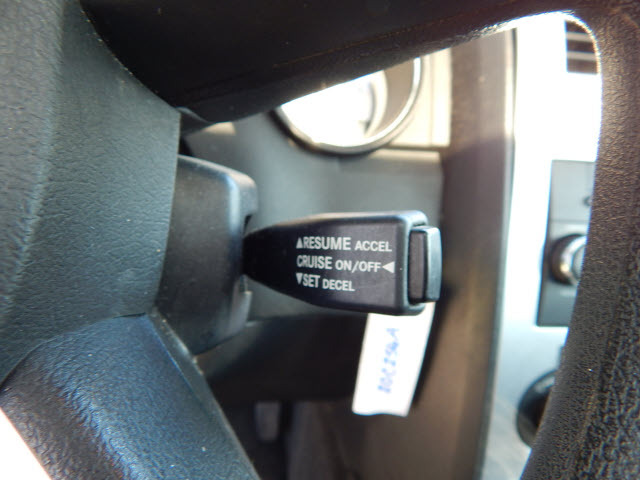 ▲RESUME ACCEL
CRUISE ON/OFF◄
▼SET DECEL